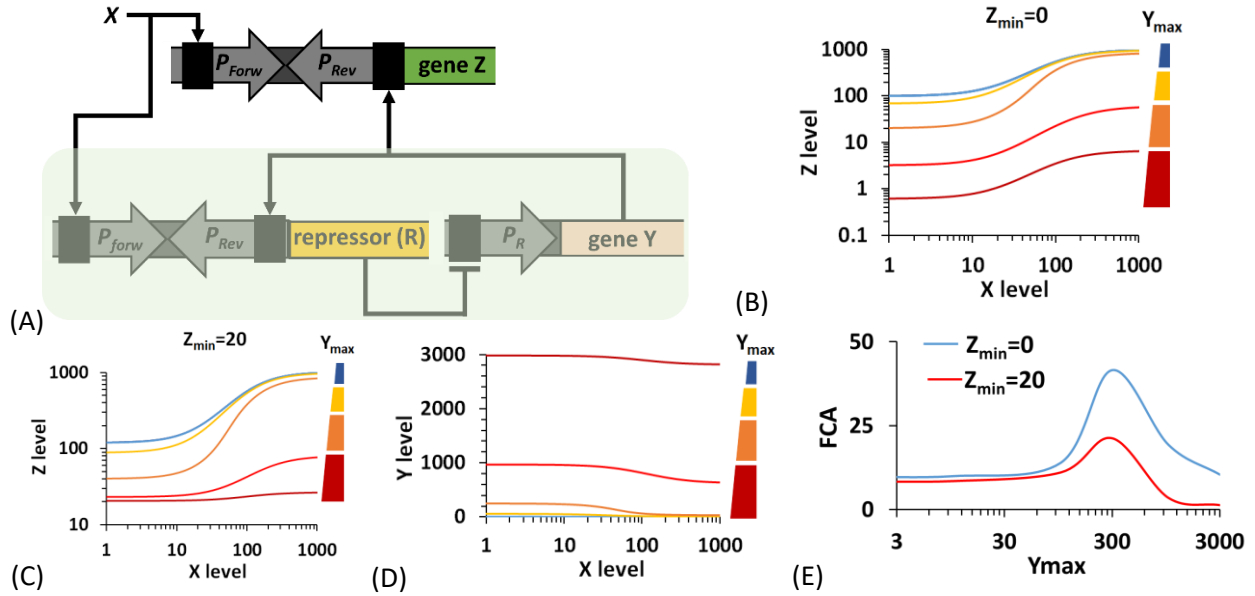 X
P_Forw P_Rev gene Z
P_forw P_Rev repressor (R) P_R gene Y
(A)
Z_min=0
Y_max
Z level
1000
100
10
1
0.1
1 10 100 1000
X level
(B)
Z_min=20
Y_max
Z level
1000
100
10
1 10 100 1000
X level
(C)
Y_max
Y level
3000
2000
1000
0
1 10 100 1000
X level
(D)
Z_min=0
Z_min=20
FCA
50
25
0
3 30 300 3000
Ymax
(E)